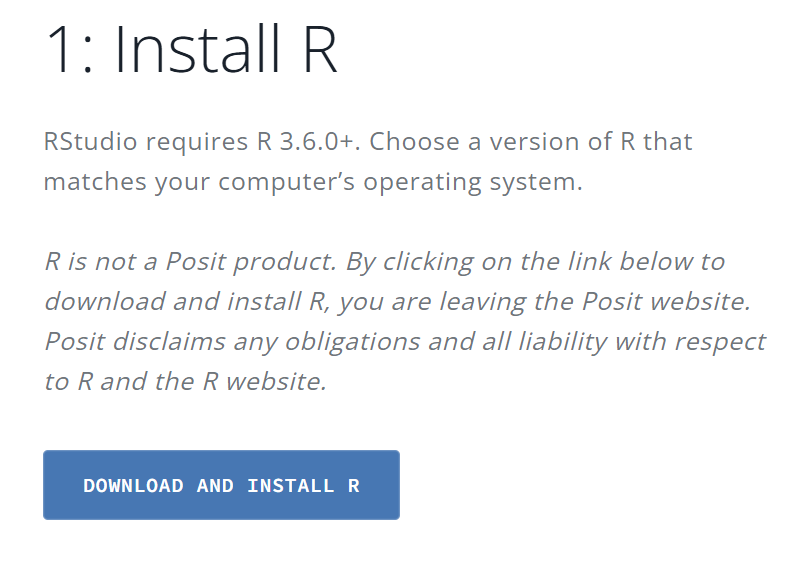 1: Install R
RStudio requires R 3.6.0+. Choose a version of R that
matches your computer’s operating system.
R is not a Posit product. By clicking on the link below to
download and install R, you are leaving the Posit website.
Posit disclaims any obligations and all liability with respect
to R and the R website.
DOWNLOAD AND INSTALL R